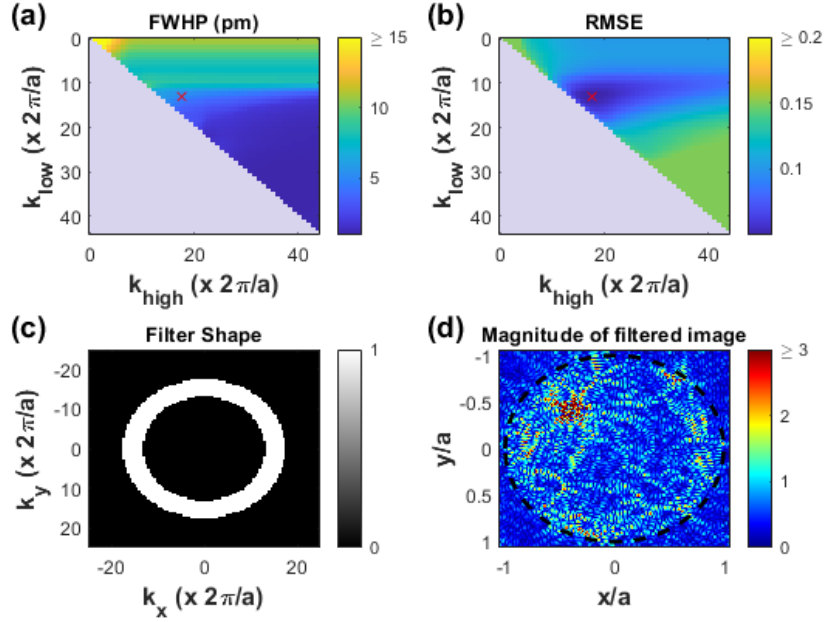 (a)
FWHP (pm)
0
10
20
30
40
k_low (x 2π/a)
0
20
40
k_high (x 2π/a)
≥ 15
10
5
(b)
RMSE
0
10
20
30
40
k_low (x 2π/a)
0
20
40
k_high (x 2π/a)
≥ 0.2
0.15
0.1
(c)
Filter Shape
-20
-10
0
10
20
k_y (x 2π/a)
-20
0
20
k_x (x 2π/a)
1
0
(d)
Magnitude of filtered image
-1
-0.5
0
0.5
1
y/a
-1
0
1
x/a
≥ 3
2
1
0